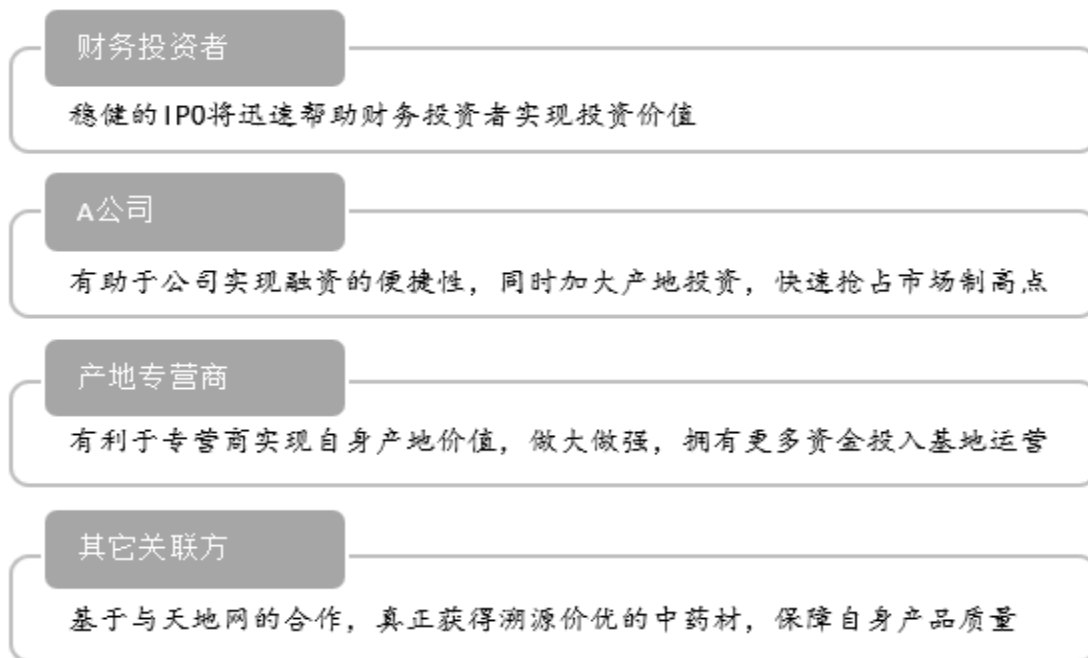 财务投资者
稳健的IPO将迅速帮助财务投资者实现投资价值
A公司
有助于公司实现融资的便捷性，同时加大产地投资，快速抢占市场制高点
产地专营商
有利于专营商实现自身产地价值，做大做强，拥有更多资金投入基地运营
其它关联方
基于与天地网的合作，真正获得溯源价优的中药材，保障自身产品质量